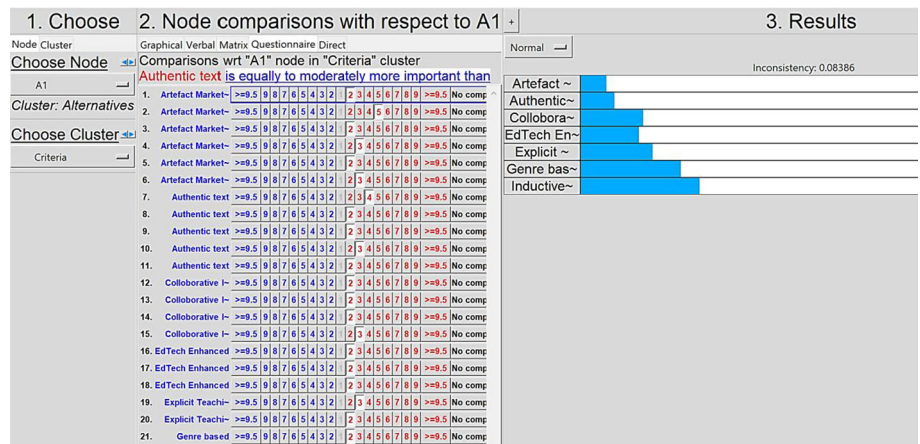 1. Choose
2. Node comparisons with respect to A1
+
3. Results
Node Cluster
Graphical Verbal Matrix Questionnaire Direct
Normal
Choose Node
Comparisons wrt "A1" node in "Criteria" cluster
Authentic text is equally to moderately more important than
Inconsistency: 0.08386
A1
Cluster: Alternatives
Choose Cluster
Criteria
1. Artefact Market~ >=9.5 9 8 7 6 5 4 3 2 1 2 3 4 5 6 7 8 9 >=9.5 No comp
2. Artefact Market~ >=9.5 9 8 7 6 5 4 3 2 1 2 3 4 5 6 7 8 9 >=9.5 No comp
3. Artefact Market~ >=9.5 9 8 7 6 5 4 3 2 1 2 3 4 5 6 7 8 9 >=9.5 No comp
4. Artefact Market~ >=9.5 9 8 7 6 5 4 3 2 1 2 3 4 5 6 7 8 9 >=9.5 No comp
5. Artefact Market~ >=9.5 9 8 7 6 5 4 3 2 1 2 3 4 5 6 7 8 9 >=9.5 No comp
6. Artefact Market~ >=9.5 9 8 7 6 5 4 3 2 1 2 3 4 5 6 7 8 9 >=9.5 No comp
7. Authentic text >=9.5 9 8 7 6 5 4 3 2 1 2 3 4 5 6 7 8 9 >=9.5 No comp
8. Authentic text >=9.5 9 8 7 6 5 4 3 2 1 2 3 4 5 6 7 8 9 >=9.5 No comp
9. Authentic text >=9.5 9 8 7 6 5 4 3 2 1 2 3 4 5 6 7 8 9 >=9.5 No comp
10. Authentic text >=9.5 9 8 7 6 5 4 3 2 1 2 3 4 5 6 7 8 9 >=9.5 No comp
11. Authentic text >=9.5 9 8 7 6 5 4 3 2 1 2 3 4 5 6 7 8 9 >=9.5 No comp
12. Colloborative I~ >=9.5 9 8 7 6 5 4 3 2 1 2 3 4 5 6 7 8 9 >=9.5 No comp
13. Colloborative I~ >=9.5 9 8 7 6 5 4 3 2 1 2 3 4 5 6 7 8 9 >=9.5 No comp
14. Colloborative I~ >=9.5 9 8 7 6 5 4 3 2 1 2 3 4 5 6 7 8 9 >=9.5 No comp
15. Colloborative I~ >=9.5 9 8 7 6 5 4 3 2 1 2 3 4 5 6 7 8 9 >=9.5 No comp
16. EdTech Enhanced >=9.5 9 8 7 6 5 4 3 2 1 2 3 4 5 6 7 8 9 >=9.5 No comp
17. EdTech Enhanced >=9.5 9 8 7 6 5 4 3 2 1 2 3 4 5 6 7 8 9 >=9.5 No comp
18. EdTech Enhanced >=9.5 9 8 7 6 5 4 3 2 1 2 3 4 5 6 7 8 9 >=9.5 No comp
19. Explicit Teachi~ >=9.5 9 8 7 6 5 4 3 2 1 2 3 4 5 6 7 8 9 >=9.5 No comp
20. Explicit Teachi~ >=9.5 9 8 7 6 5 4 3 2 1 2 3 4 5 6 7 8 9 >=9.5 No comp
21. Genre based >=9.5 9 8 7 6 5 4 3 2 1 2 3 4 5 6 7 8 9 >=9.5 No comp
Artefact ~
Authentic~
Collobora~
EdTech En~
Explicit ~
Genre bas~
Inductive~